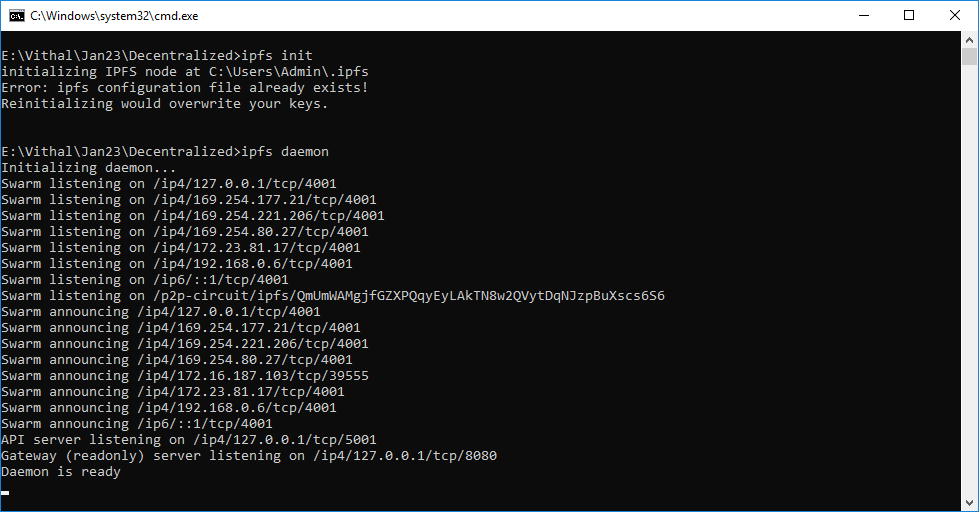 C:\Windows\system32\cmd.exe
E:\Vithal\Jan23\Decentralized>ipfs init
initializing IPFS node at C:\Users\Admin\.ipfs
Error: ipfs configuration file already exists!
Reinitializing would overwrite your keys.
E:\Vithal\Jan23\Decentralized>ipfs daemon
Initializing daemon...
Swarm listening on /ip4/127.0.0.1/tcp/4001
Swarm listening on /ip4/169.254.177.21/tcp/4001
Swarm listening on /ip4/169.254.221.206/tcp/4001
Swarm listening on /ip4/169.254.80.27/tcp/4001
Swarm listening on /ip4/172.23.81.17/tcp/4001
Swarm listening on /ip4/192.168.0.6/tcp/4001
Swarm listening on /ip6/::1/tcp/4001
Swarm listening on /p2p-circuit/ipfs/QmUmWAMgjfGZXPQqyEyLAkTN8w2QVytDqNJzpBuXscs6S6
Swarm announcing /ip4/127.0.0.1/tcp/4001
Swarm announcing /ip4/169.254.177.21/tcp/4001
Swarm announcing /ip4/169.254.221.206/tcp/4001
Swarm announcing /ip4/169.254.80.27/tcp/4001
Swarm announcing /ip4/172.16.187.103/tcp/39555
Swarm announcing /ip4/172.23.81.17/tcp/4001
Swarm announcing /ip4/192.168.0.6/tcp/4001
Swarm announcing /ip6/::1/tcp/4001
API server listening on /ip4/127.0.0.1/tcp/5001
Gateway (readonly) server listening on /ip4/127.0.0.1/tcp/8080
Daemon is ready